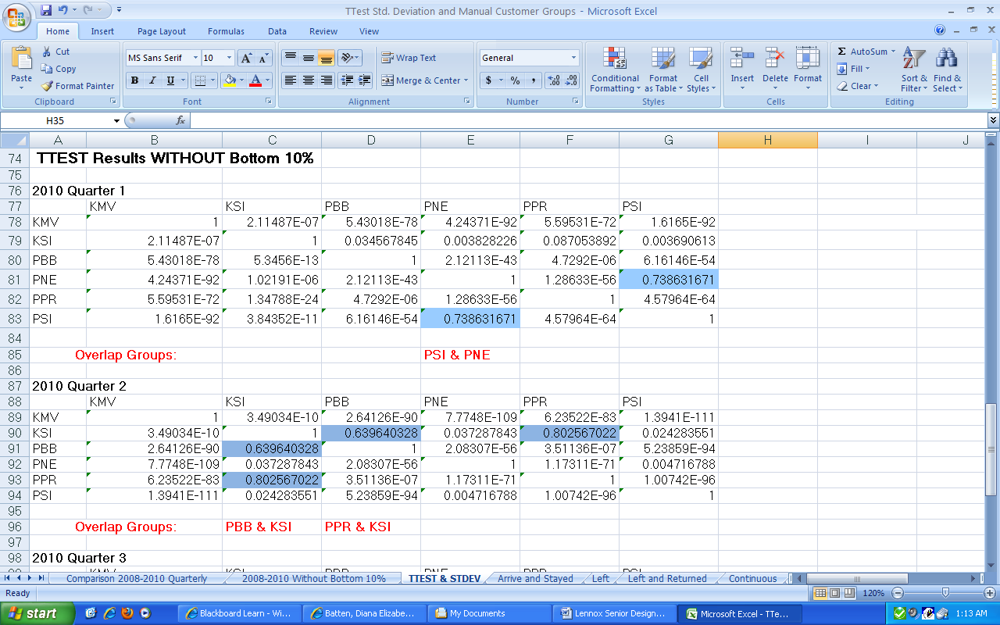 TTest Std. Deviation and Manual Customer Groups - Microsoft Excel
Home Insert Page Layout Formulas Data Review View
Paste Cut Copy Format Painter Clipboard
MS Sans Serif 10 B I U A A A Font
Wrap Text Merge & Center Alignment
General $ % , Number
Conditional Formatting Format as Table Cell Styles Styles
Insert Delete Format Cells
Σ AutoSum Fill Clear Sort & Filter Find & Select Editing
H35 fx
A B C D E F G H I J
74 TTEST Results WITHOUT Bottom 10%
75
76 2010 Quarter 1
77 KMV KSI PBB PNE PPR PSI
78 KMV 1 2.11487E-07 5.43018E-78 4.24371E-92 5.59531E-72 1.6165E-92
79 KSI 2.11487E-07 1 0.034567845 0.003828226 0.087053892 0.003690613
80 PBB 5.43018E-78 5.3456E-13 1 2.12113E-43 4.7292E-06 6.16146E-54
81 PNE 4.24371E-92 1.02191E-06 2.12113E-43 1 1.28633E-56 0.738631671
82 PPR 5.59531E-72 1.34788E-24 4.7292E-06 1.28633E-56 1 4.57964E-64
83 PSI 1.6165E-92 3.84352E-11 6.16146E-54 0.738631671 4.57964E-64 1
84
85 Overlap Groups: PSI & PNE
86
87 2010 Quarter 2
88 KMV KSI PBB PNE PPR PSI
89 KMV 1 3.49034E-10 2.64126E-90 7.7748E-109 6.23522E-83 1.3941E-111
90 KSI 3.49034E-10 1 0.639640328 0.037287843 0.802567022 0.024283551
91 PBB 2.64126E-90 0.639640328 1 2.08307E-56 3.51136E-07 5.23859E-94
92 PNE 7.7748E-109 0.037287843 2.08307E-56 1 1.17311E-71 0.004716788
93 PPR 6.23522E-83 0.802567022 3.51136E-07 1.17311E-71 1 1.00742E-96
94 PSI 1.3941E-111 0.024283551 5.23859E-94 0.004716788 1.00742E-96 1
95
96 Overlap Groups: PBB & KSI PPR & KSI
97
98 2010 Quarter 3
Comparison 2008-2010 Quarterly 2008-2010 Without Bottom 10% TTEST & STDEV Arrive and Stayed Left Left and Returned Continuous
Ready 120%
start Blackboard Learn - Wi... Batten, Diana Elizabe... My Documents Lennox Senior Design... Microsoft Excel - TTe... 1:13 AM